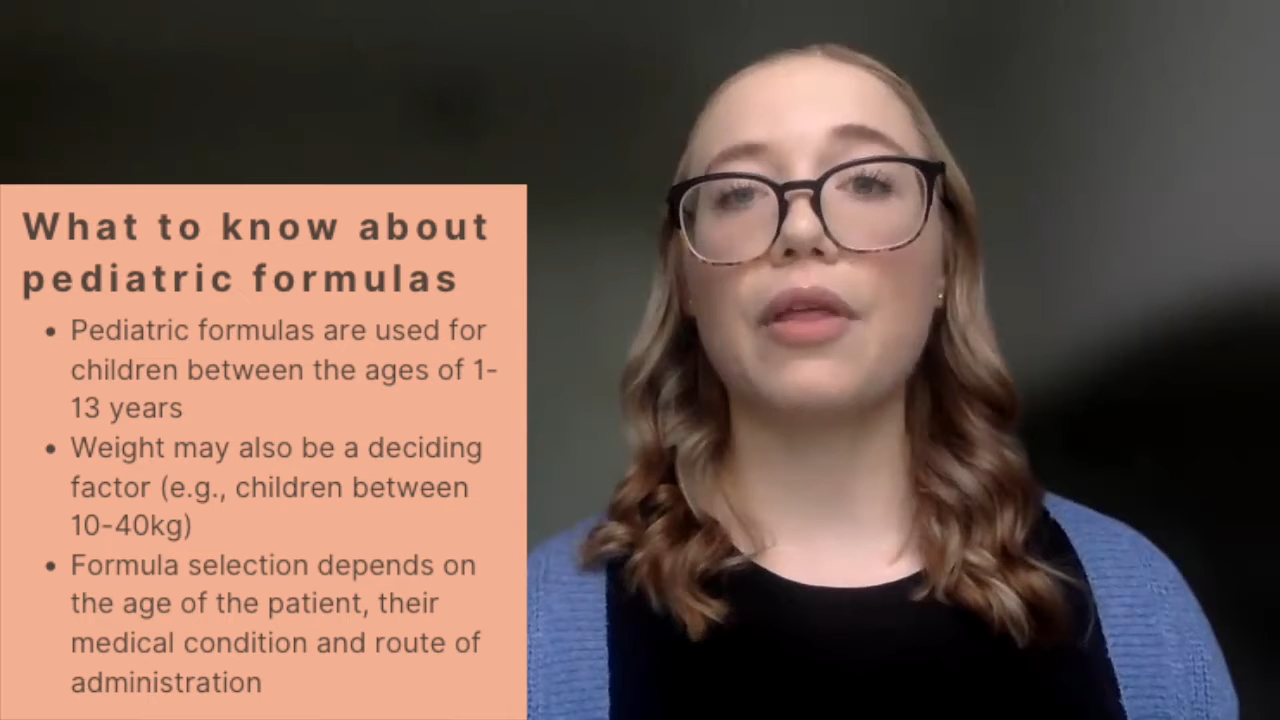 What to know about
pediatric formulas
• Pediatric formulas are used for
children between the ages of 1-
13 years
• Weight may also be a deciding
factor (e.g., children between
10-40kg)
• Formula selection depends on
the age of the patient, their
medical condition and route of
administration